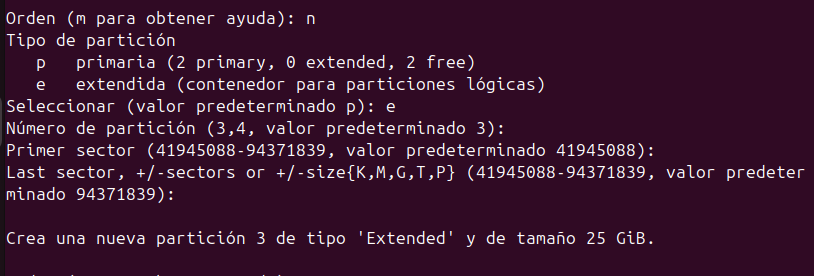 Orden (m para obtener ayuda): n
Tipo de partición
   p   primaria (2 primary, 0 extended, 2 free)
   e   extendida (contenedor para particiones lógicas)
Seleccionar (valor predeterminado p): e
Número de partición (3,4, valor predeterminado 3):
Primer sector (41945088-94371839, valor predeterminado 41945088):
Last sector, +/-sectors or +/-size{K,M,G,T,P} (41945088-94371839, valor predeter
minado 94371839):

Crea una nueva partición 3 de tipo 'Extended' y de tamaño 25 GiB.